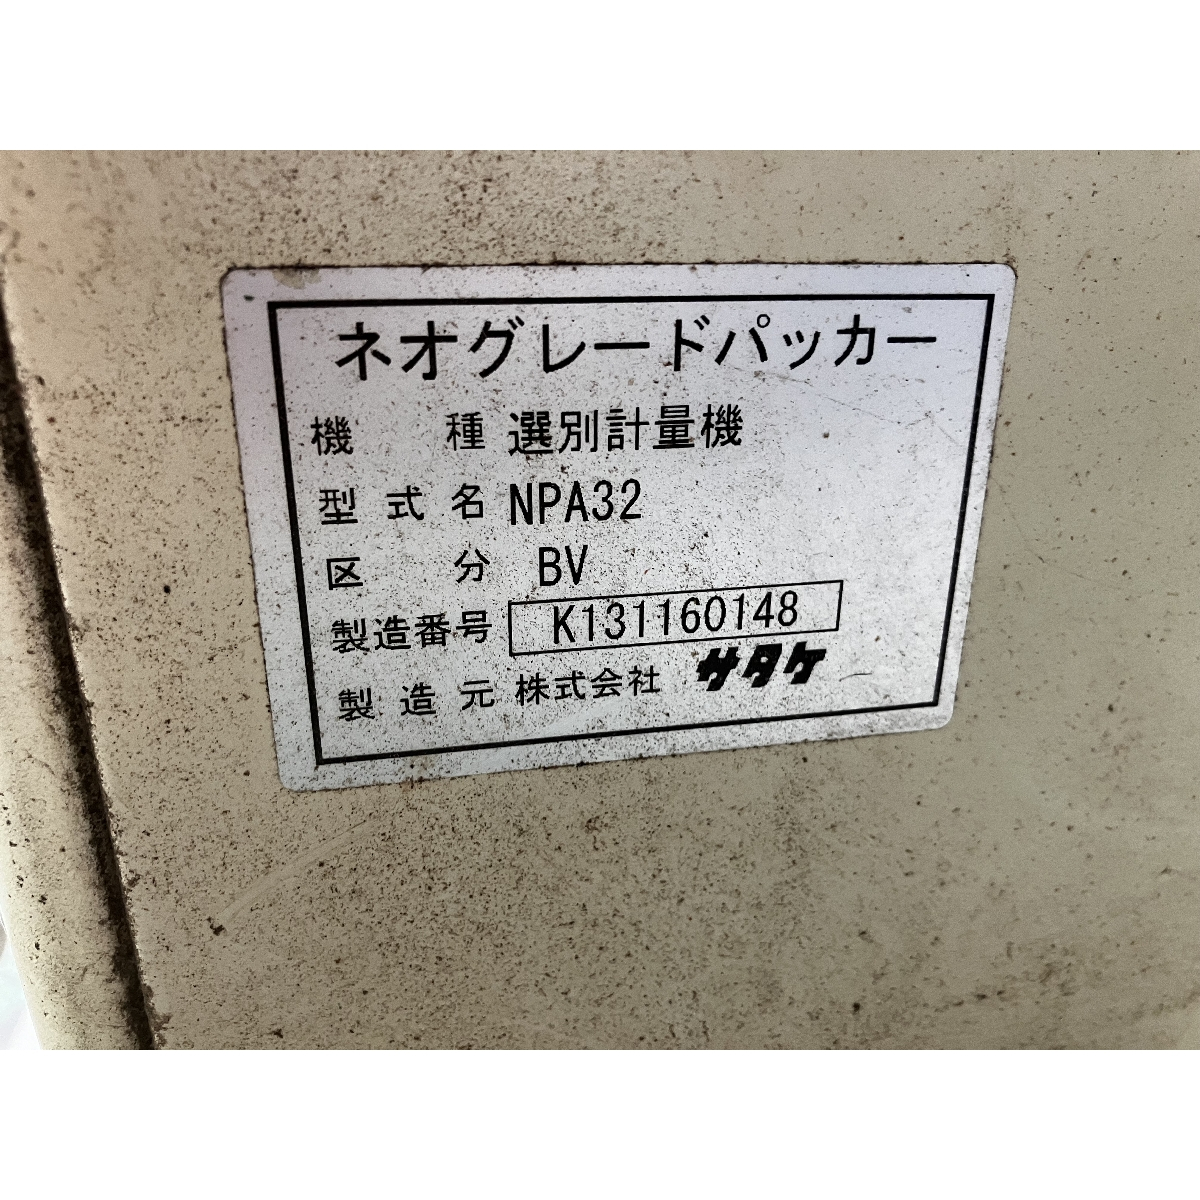 ネオグレードパッカー
機種 選別計量機
型式名 NPA32
区分 BV
製造番号 K131160148
製造元 株式会社 サタケ